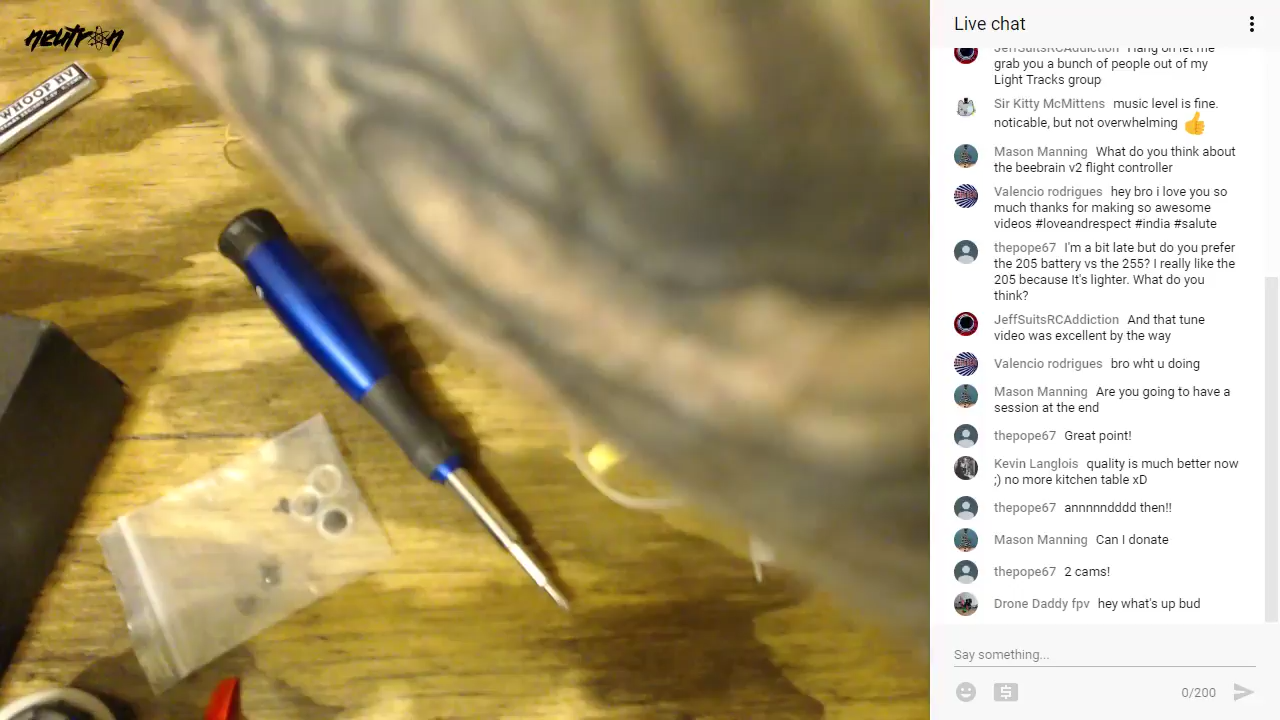 neutron
WHOOP HV
Live chat
JeffSuitsRCAddiction Hang on let me
grab you a bunch of people out of my
Light Tracks group
Sir Kitty McMittens music level is fine.
noticable, but not overwhelming 👍
Mason Manning What do you think about
the beebrain v2 flight controller
Valencio rodrigues hey bro i love you so
much thanks for making so awesome
videos #loveandrespect #india #salute
thepope67 I'm a bit late but do you prefer
the 205 battery vs the 255? I really like the
205 because It's lighter. What do you
think?
JeffSuitsRCAddiction And that tune
video was excellent by the way
Valencio rodrigues bro wht u doing
Mason Manning Are you going to have a
session at the end
thepope67 Great point!
Kevin Langlois quality is much better now
;) no more kitchen table xD
thepope67 annnnndddd then!!
Mason Manning Can I donate
thepope67 2 cams!
Drone Daddy fpv hey what's up bud
Say something...
0/200